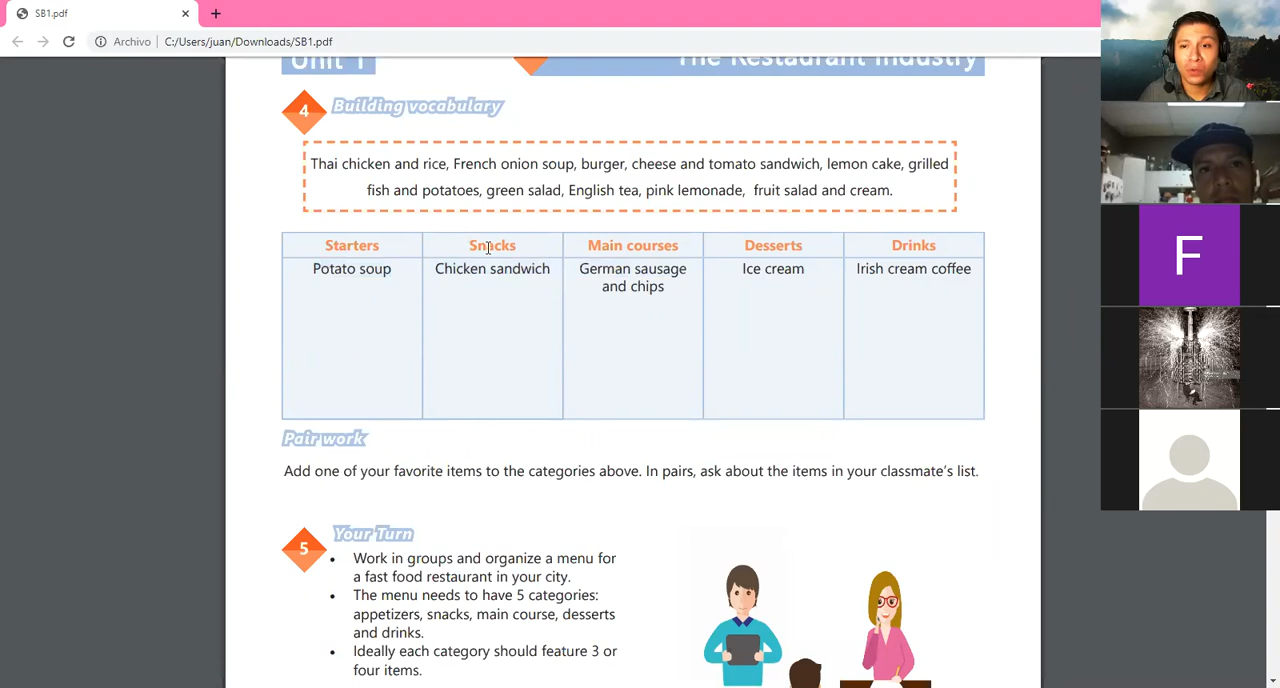 SB1.pdf
Archivo
C:/Users/juan/Downloads/SB1.pdf
Unit 1
The Restaurant Industry
4
Building vocabulary
Thai chicken and rice, French onion soup, burger, cheese and tomato sandwich, lemon cake, grilled
fish and potatoes, green salad, English tea, pink lemonade, fruit salad and cream.
Starters Snacks Main courses Desserts Drinks
Potato soup Chicken sandwich German sausage Ice cream Irish cream coffee
and chips
Pair work
Add one of your favorite items to the categories above. In pairs, ask about the items in your classmate's list.
5
Your Turn
• Work in groups and organize a menu for
a fast food restaurant in your city.
• The menu needs to have 5 categories:
appetizers, snacks, main course, desserts
and drinks.
• Ideally each category should feature 3 or
four items.
F